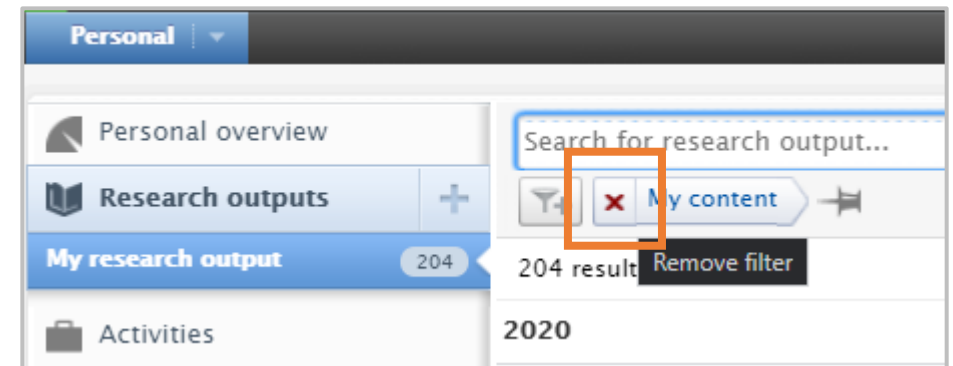 Personal
Personal overview
Research outputs
My research output 204
Activities
Search for research output...
My content
204 result
Remove filter
2020